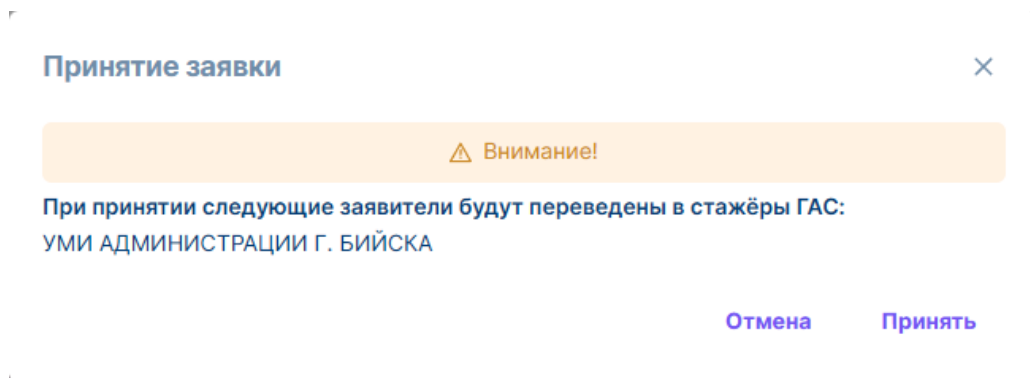 Принятие заявки
Внимание!
При принятии следующие заявители будут переведены в стажёры ГАС:
УМИ АДМИНИСТРАЦИИ Г. БИЙСКА
Отмена Принять